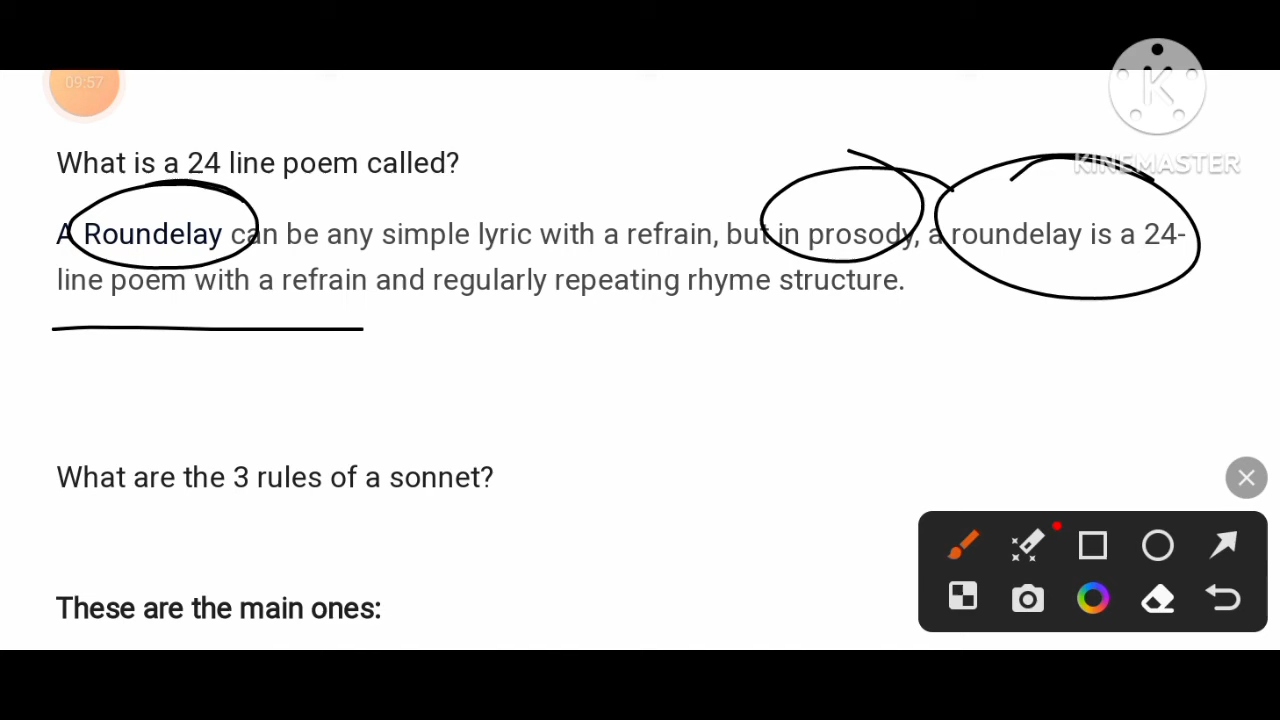 09:57
K
KINEMASTER
What is a 24 line poem called?
A Roundelay can be any simple lyric with a refrain, but in prosody, a roundelay is a 24-
line poem with a refrain and regularly repeating rhyme structure.
What are the 3 rules of a sonnet?
These are the main ones: